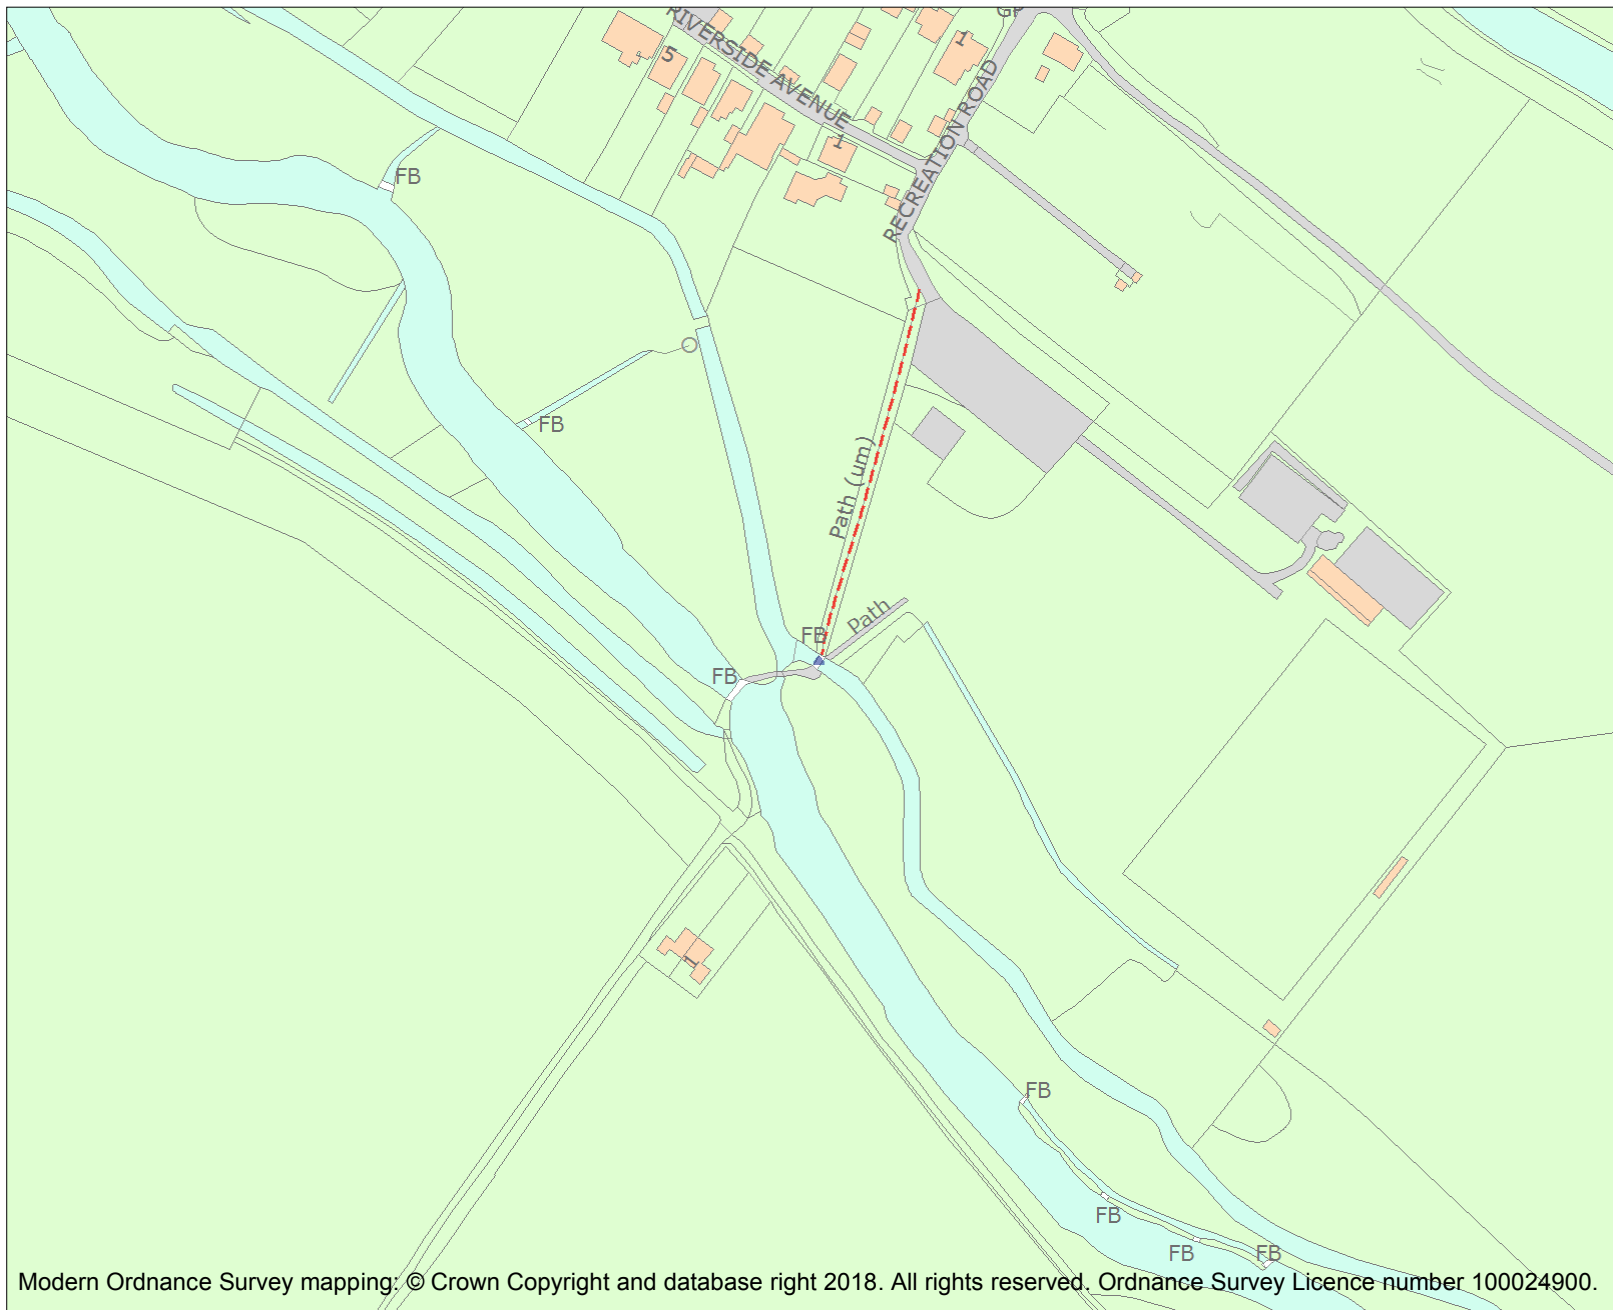 RIVERSIDE AVENUE
5
1
1
RECREATION ROAD
FB
FB
Path (um)
Path
FB
FB
1
FB
FB
FB
FB
Modern Ordnance Survey mapping: © Crown Copyright and database right 2018. All rights reserved. Ordnance Survey Licence number 100024900.